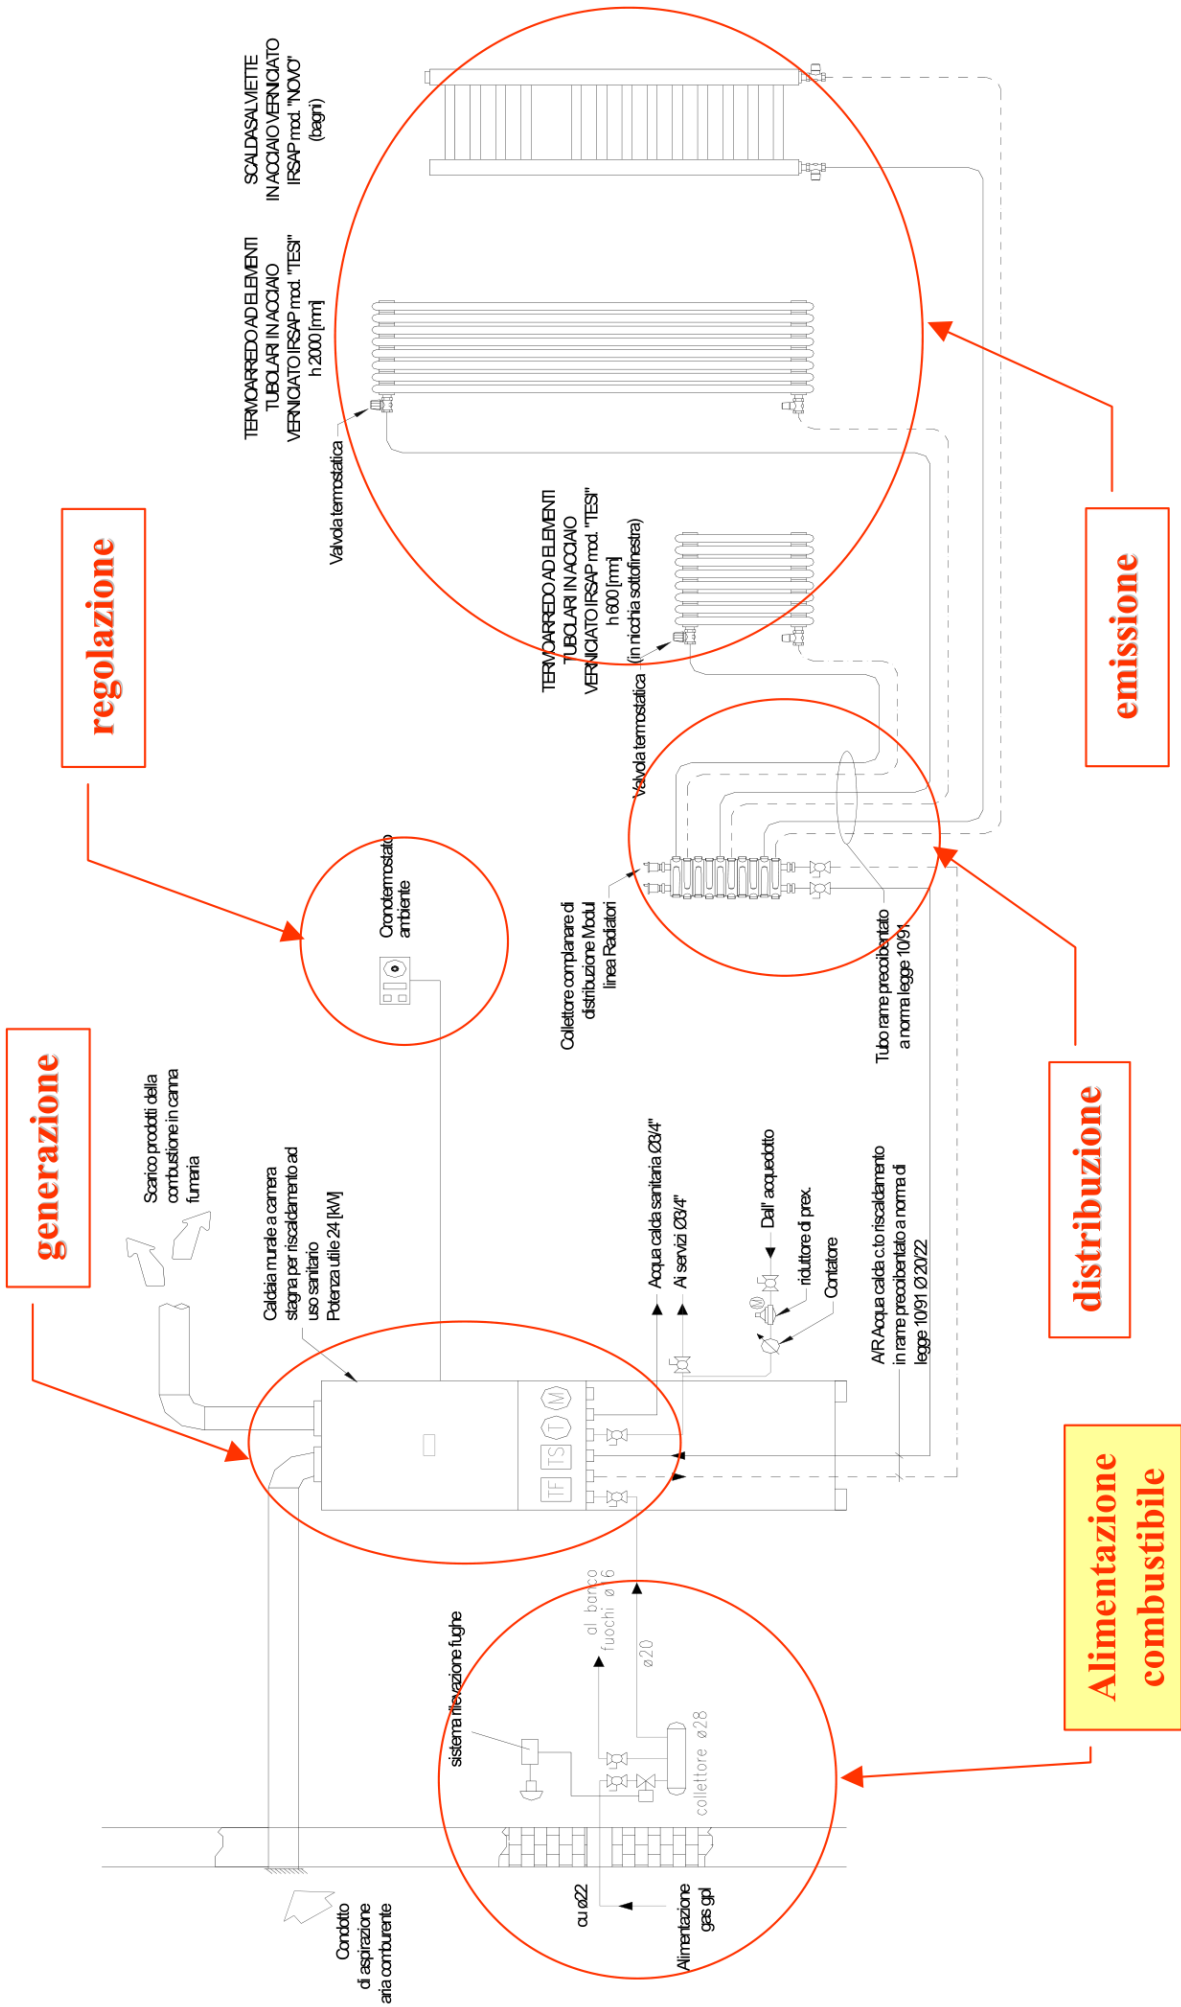 generazione
regolazione
Scarico prodotti della
combustione in canna
fumaria
Caldaia murale a camera
stagna per riscaldamento ad
uso sanitario
Potenza utile 24 [kW]
Cronotermostato
ambiente
TERMOARREDO AD ELEMENTI
TUBOLARI IN ACCIAIO
VERNICIATO IRSAP mod. "TESI"
h 2000 [mm]
SCALDASALVIETTE
IN ACCIAIO VERNICIATO
IRSAP mod. "NOVO"
(bagni)
Valvola termostatica
TERMOARREDO AD ELEMENTI
TUBOLARI IN ACCIAIO
VERNICIATO IRSAP mod. "TESI"
h 600 [mm]
(in nicchia sottofinestra)
Valvola termostatica
Condotto
di aspirazione
aria comburente
sistema rilevazione fughe
TF
TS
T
M
Collettore complanare di
distribuzione Modul
linea Radiatori
cu ø22
al banco
fuochi ø16
ø20
Acqua calda sanitaria Ø3/4"
Ai servizi Ø3/4"
Alimentazione
gas gpl
collettore ø28
M
Dall' acquedotto
riduttore di prex.
Contatore
A/R Acqua calda c.to riscaldamento
in rame precoibentato a norma di
legge 10/91 Ø 20/22
Tubo rame precoibentato
a norma legge 10/91
Alimentazione
combustibile
distribuzione
emissione